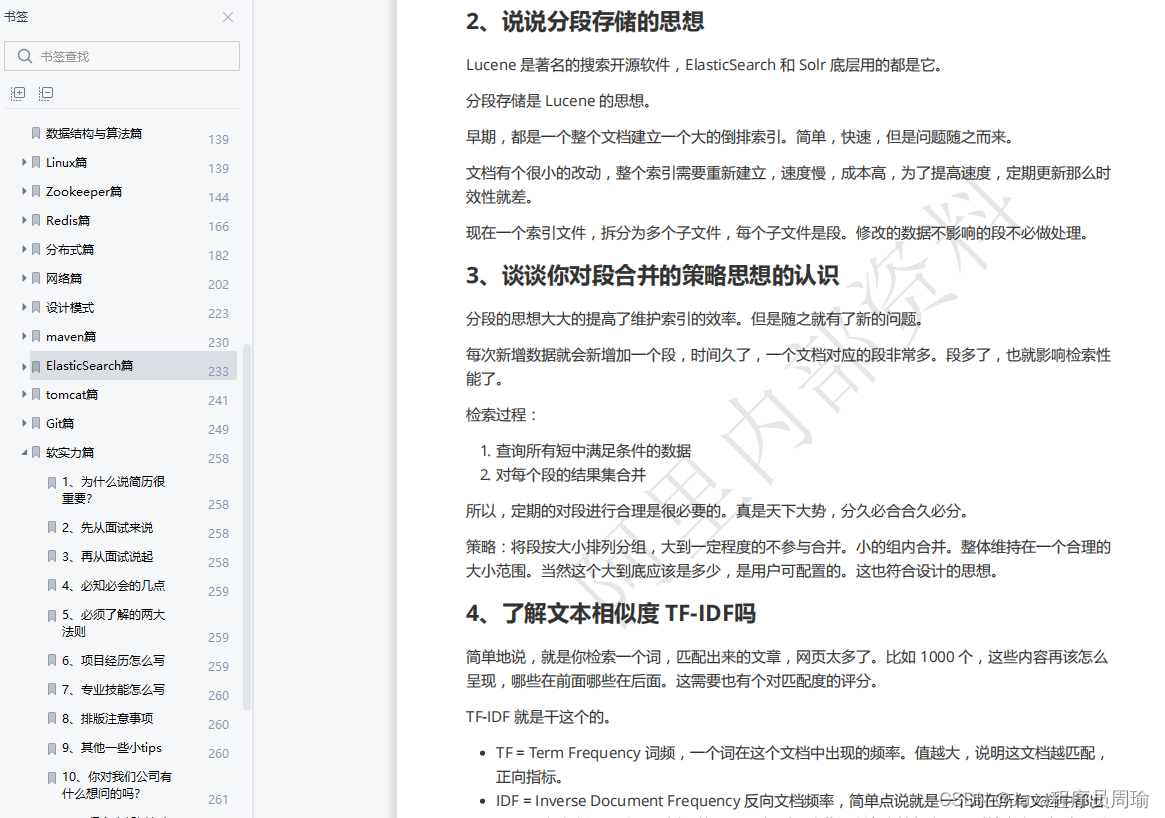 书签
书签查找
数据结构与算法篇 139
Linux篇 139
Zookeeper篇 144
Redis篇 166
分布式篇 182
网络篇 202
设计模式 223
maven篇 230
ElasticSearch篇 233
tomcat篇 241
Git篇 249
软实力篇 258
1、为什么说简历很
重要? 258
2、先从面试来说 258
3、再从面试说起 258
4、必知必会的几点 259
5、必须了解的两大
法则 259
6、项目经历怎么写 259
7、专业技能怎么写 260
8、排版注意事项 260
9、其他一些小tips 260
10、你对我们公司有
什么想问的吗? 261
2、说说分段存储的思想
Lucene 是著名的搜索开源软件，ElasticSearch 和 Solr 底层用的都是它。
分段存储是 Lucene 的思想。
早期，都是一个整个文档建立一个大的倒排索引。简单，快速，但是问题随之而来。
文档有个很小的改动，整个索引需要重新建立，速度慢，成本高，为了提高速度，定期更新那么时
效性就差。
现在一个索引文件，拆分为多个子文件，每个子文件是段。修改的数据不影响的段不必做处理。
3、谈谈你对段合并的策略思想的认识
分段的思想大大的提高了维护索引的效率。但是随之就有了新的问题。
每次新增数据就会新增加一个段，时间久了，一个文档对应的段非常多。段多了，也就影响检索性
能了。
检索过程：
1. 查询所有短中满足条件的数据
2. 对每个段的结果集合并
所以，定期的对段进行合理是很必要的。真是天下大势，分久必合合久必分。
策略：将段按大小排列分组，大到一定程度的不参与合并。小的组内合并。整体维持在一个合理的
大小范围。当然这个大到底应该是多少，是用户可配置的。这也符合设计的思想。
4、了解文本相似度 TF-IDF吗
简单地说，就是你检索一个词，匹配出来的文章，网页太多了。比如 1000 个，这些内容再该怎么
呈现，哪些在前面哪些在后面。这需要也有个对匹配度的评分。
TF-IDF 就是干这个的。
TF = Term Frequency 词频，一个词在这个文档中出现的频率。值越大，说明这文档越匹配，
正向指标。
IDF = Inverse Document Frequency 反向文档频率，简单点说就是一个词在所有文档中都出
阿里内部资料
CSDN @Java程序员周瑜